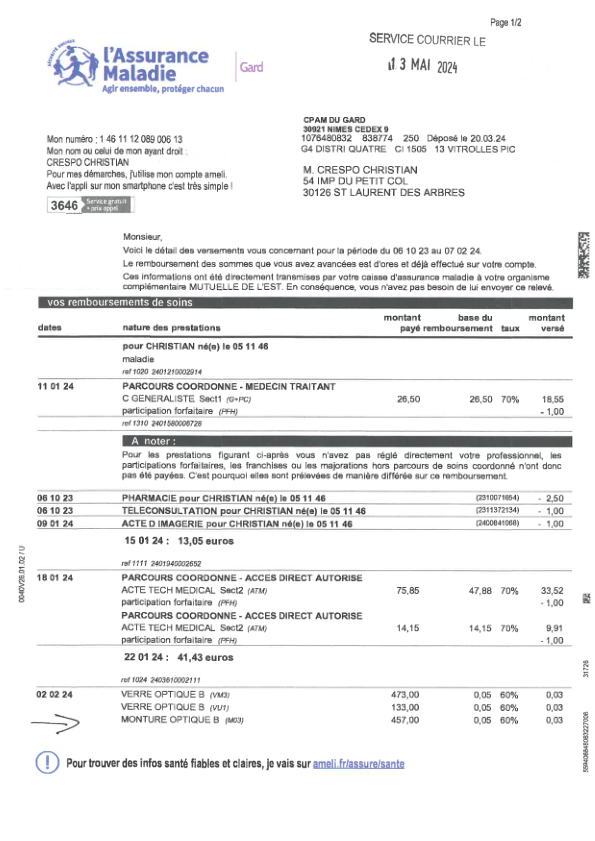 Page 1/2
SERVICE COURRIER LE
13 MAI 2024
SÉCURITÉ SOCIALE
l'Assurance
Maladie
Agir ensemble, protéger chacun
Gard
CPAM DU GARD
30921 NIMES CEDEX 9
1076480832 838774 250 Déposé le 20.03.24
G4 DISTRI QUATRE CI 1505 13 VITROLLES PIC
Mon numéro : 1 46 11 12 089 006 13
Mon nom ou celui de mon ayant droit :
CRESPO CHRISTIAN
Pour mes démarches, j'utilise mon compte ameli.
Avec l'appli sur mon smartphone c'est très simple !
3646 Service gratuit + prix appel
M. CRESPO CHRISTIAN
54 IMP DU PETIT COL
30126 ST LAURENT DES ARBRES
Monsieur,
Voici le détail des versements vous concernant pour la période du 06 10 23 au 07 02 24.
Le remboursement des sommes que vous avez avancées est d'ores et déjà effectué sur votre compte.
Ces informations ont été directement transmises par votre caisse d'assurance maladie à votre organisme
complémentaire MUTUELLE DE L'EST. En conséquence, vous n'avez pas besoin de lui envoyer ce relevé.
vos remboursements de soins
dates nature des prestations montant payé base du remboursement taux montant versé
pour CHRISTIAN né(e) le 05 11 46
maladie
ref 1020 2401210002914
11 01 24 PARCOURS COORDONNE - MEDECIN TRAITANT
C GENERALISTE Sect1 (G+PC) 26,50 26,50 70% 18,55
participation forfaitaire (PFH) - 1,00
ref 1310 2401580006728
A noter :
Pour les prestations figurant ci-après vous n'avez pas réglé directement votre professionnel, les
participations forfaitaires, les franchises ou les majorations hors parcours de soins coordonné n'ont donc
pas été payées. C'est pourquoi elles sont prélevées de manière différée sur ce remboursement.
06 10 23 PHARMACIE pour CHRISTIAN né(e) le 05 11 46 (2310071654) - 2,50
06 10 23 TELECONSULTATION pour CHRISTIAN né(e) le 05 11 46 (2311372134) - 1,00
09 01 24 ACTE D IMAGERIE pour CHRISTIAN né(e) le 05 11 46 (2400841068) - 1,00
15 01 24 : 13,05 euros
ref 1111 2401940002652
18 01 24 PARCOURS COORDONNE - ACCES DIRECT AUTORISE
ACTE TECH MEDICAL Sect2 (ATM) 75,85 47,88 70% 33,52
participation forfaitaire (PFH) - 1,00
PARCOURS COORDONNE - ACCES DIRECT AUTORISE
ACTE TECH MEDICAL Sect2 (ATM) 14,15 14,15 70% 9,91
participation forfaitaire (PFH) - 1,00
22 01 24 : 41,43 euros
ref 1024 2403610002111
02 02 24 VERRE OPTIQUE B (VM3) 473,00 0,05 60% 0,03
VERRE OPTIQUE B (VU1) 133,00 0,05 60% 0,03
MONTURE OPTIQUE B (M03) 457,00 0,05 60% 0,03
Pour trouver des infos santé fiables et claires, je vais sur ameli.fr/assure/sante
0040V28.01.02 / U
31726